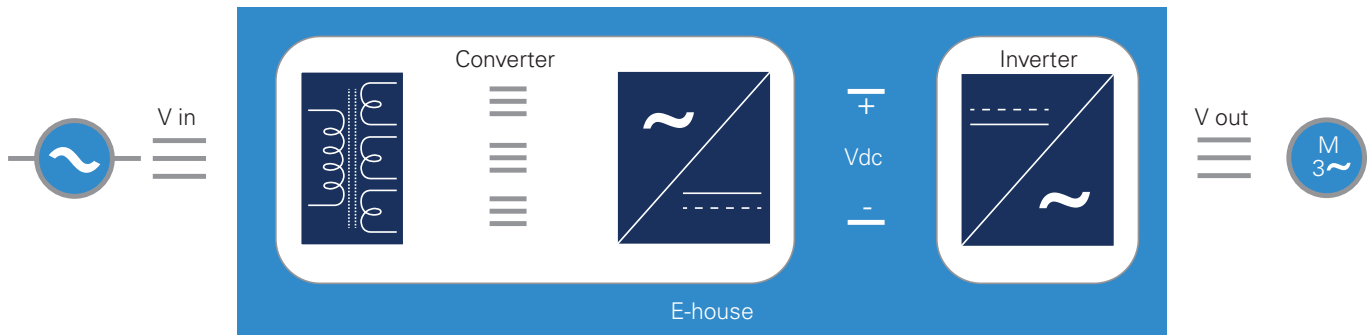 V in
Converter
+
Vdc
-
Inverter
V out
M
3~
E-house